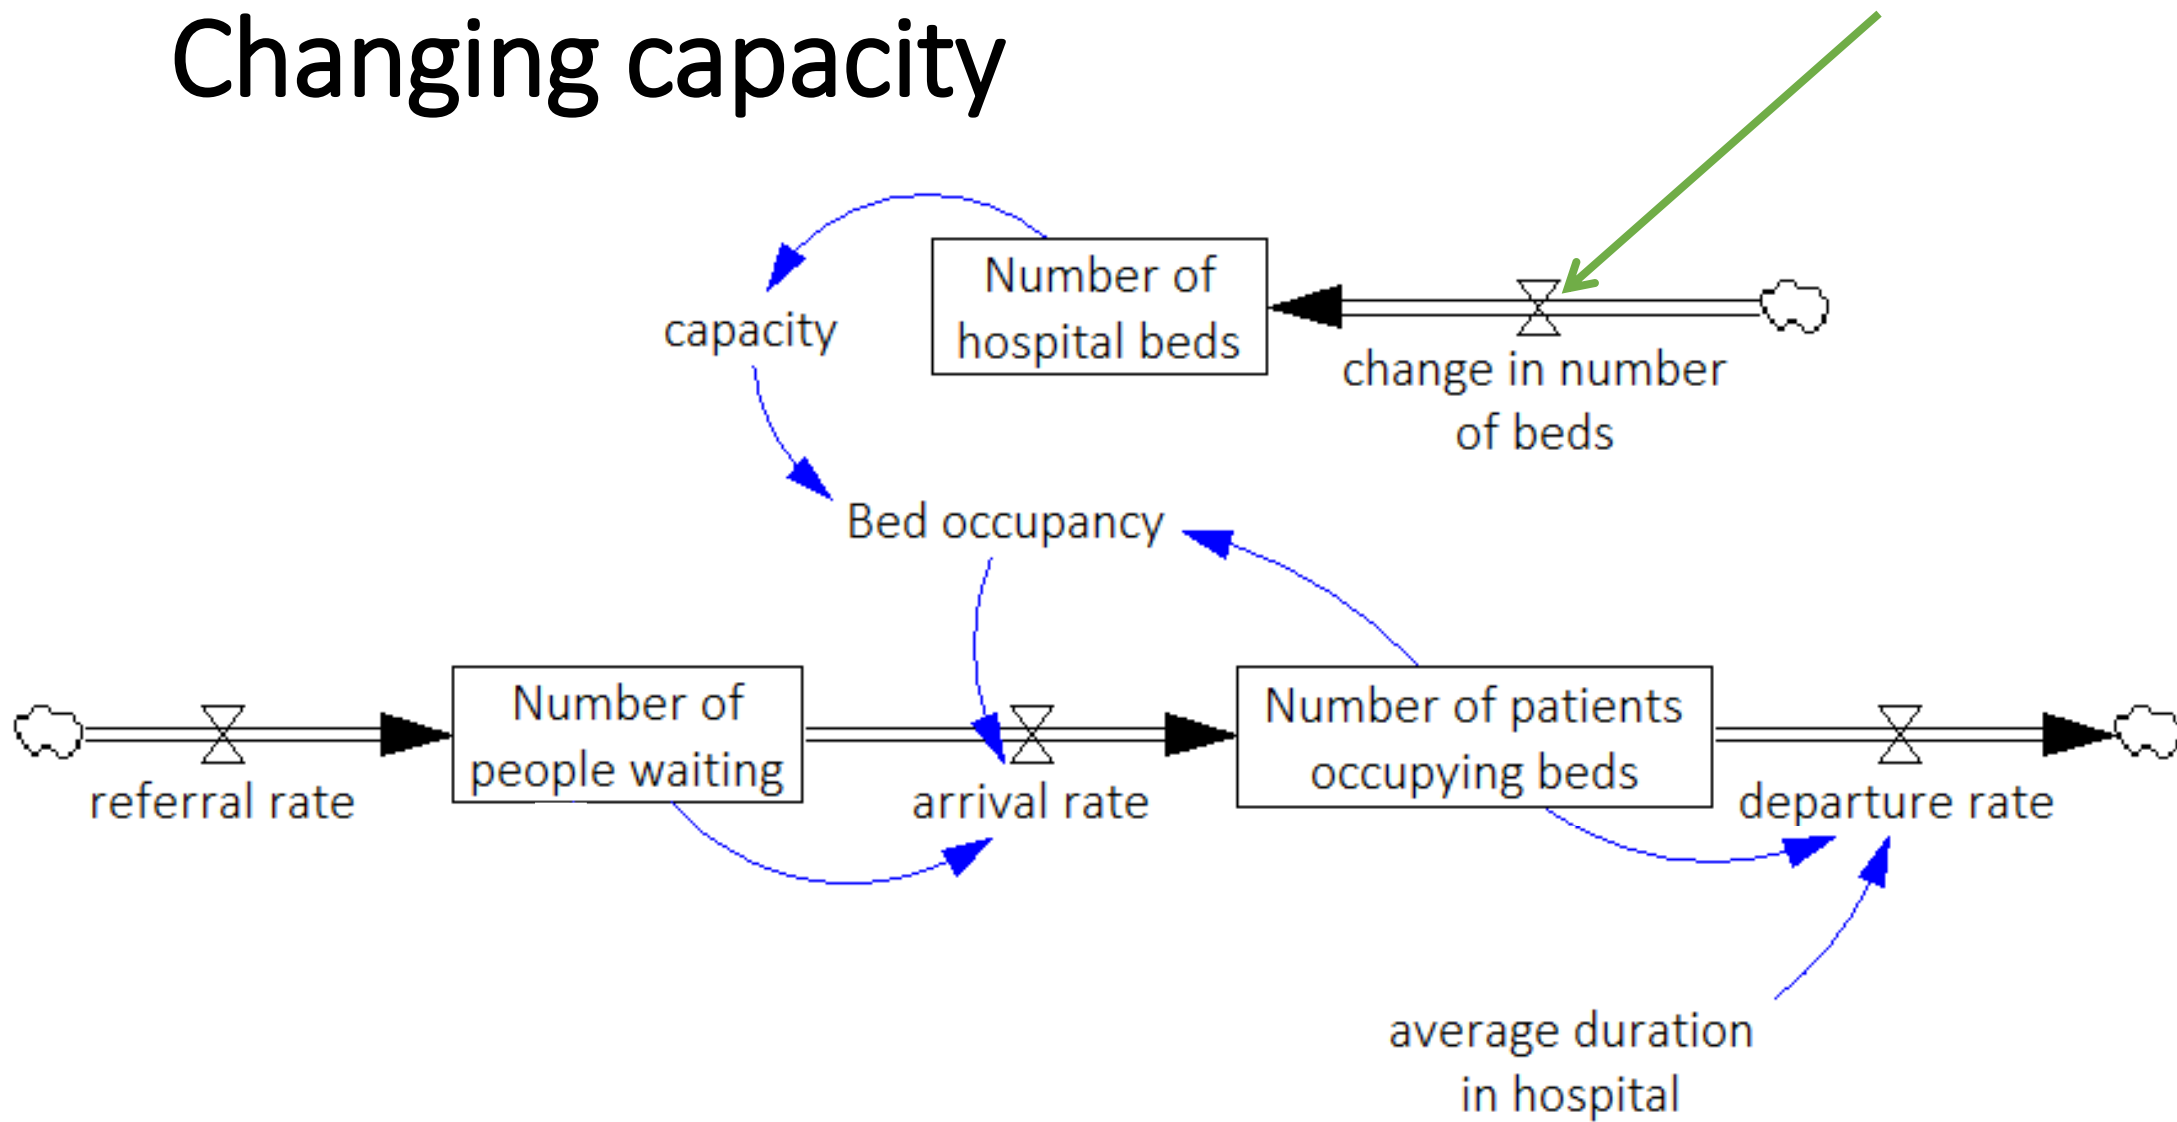 Changing capacity
Number of
hospital beds
capacity
change in number
of beds
Bed occupancy
Number of
people waiting
Number of patients
occupying beds
referral rate
arrival rate
departure rate
average duration
in hospital